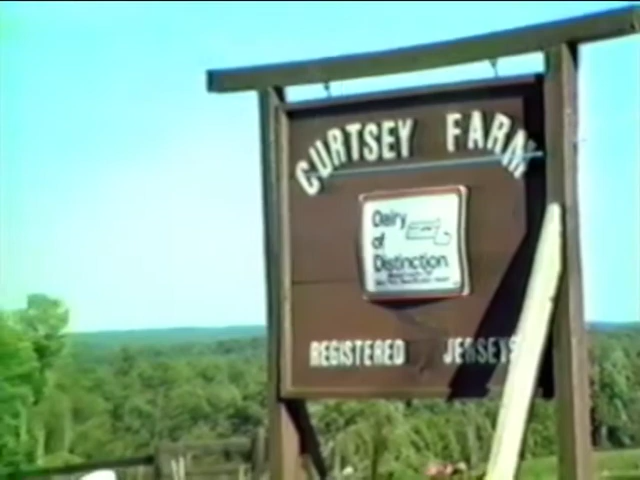 CURTSEY FARM
Dairy
of
Distinction
REGISTERED JERSEYS